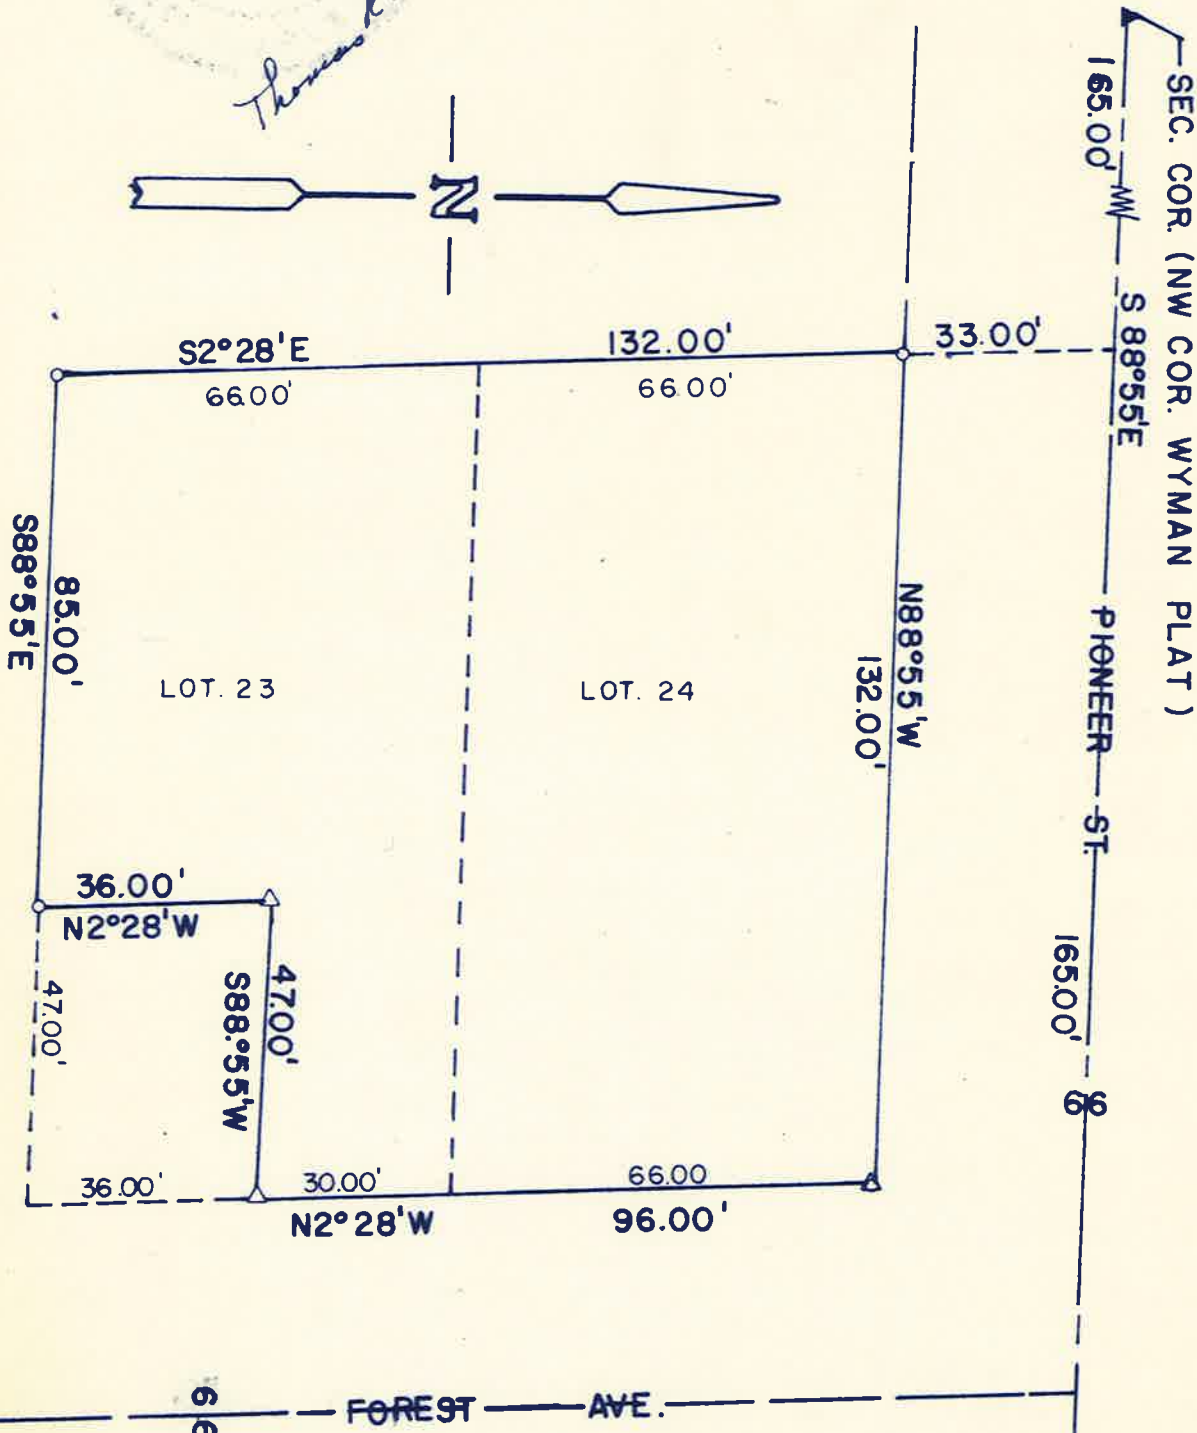 Thomas
N
SEC. COR. (NW COR. WYMAN PLAT)
165.00'
S 88°55'E
PIONEER ST.
165.00'
66
S2°28'E
132.00'
33.00'
66.00'
66.00'
N88°55'W
132.00'
S88°55'E
85.00'
LOT. 23
LOT. 24
36.00'
N2°28'W
47.00'
S88°55'W
47.00'
36.00'
30.00'
66.00
N2°28'W
96.00'
66
FOREST AVE.